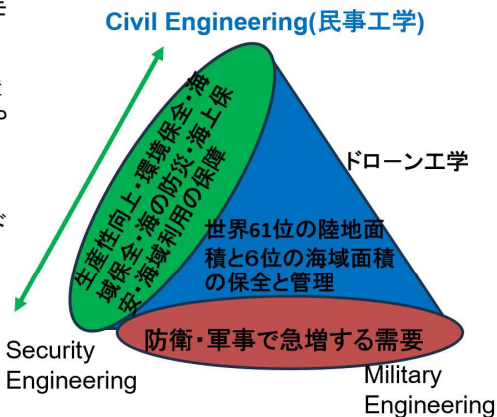 Civil Engineering(民事工学)
生産性向上・環境保全・海
域保全・海の防災・海上保
安・海域利用の保障
ドローン工学
世界61位の陸地面
積と6位の海域面積
の保全と管理
防衛・軍事で急増する需要
Security
Engineering
Military
Engineering